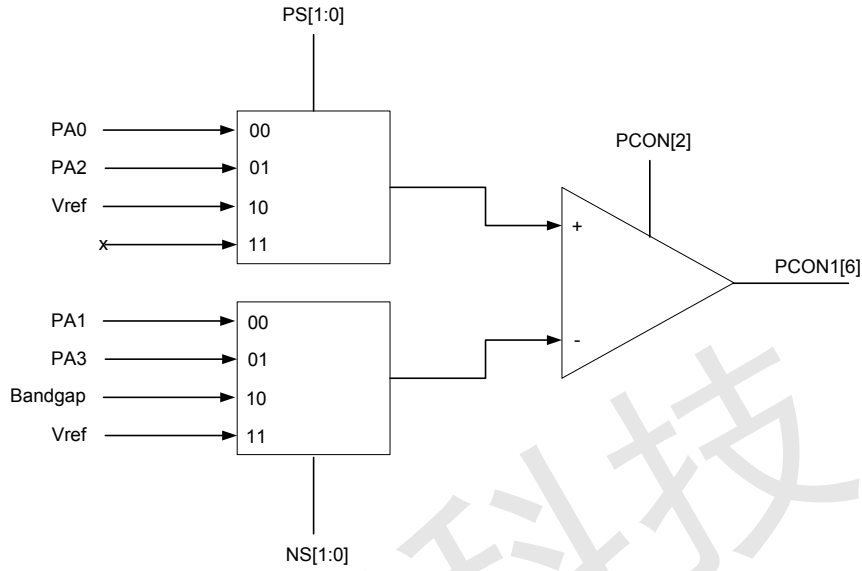 PS[1:0]
PA0
00
PA2
01
Vref
10
x
11
PCON[2]
+
PCON1[6]
PA1
00
PA3
01
Bandgap
10
Vref
11
-
NS[1:0]
科技